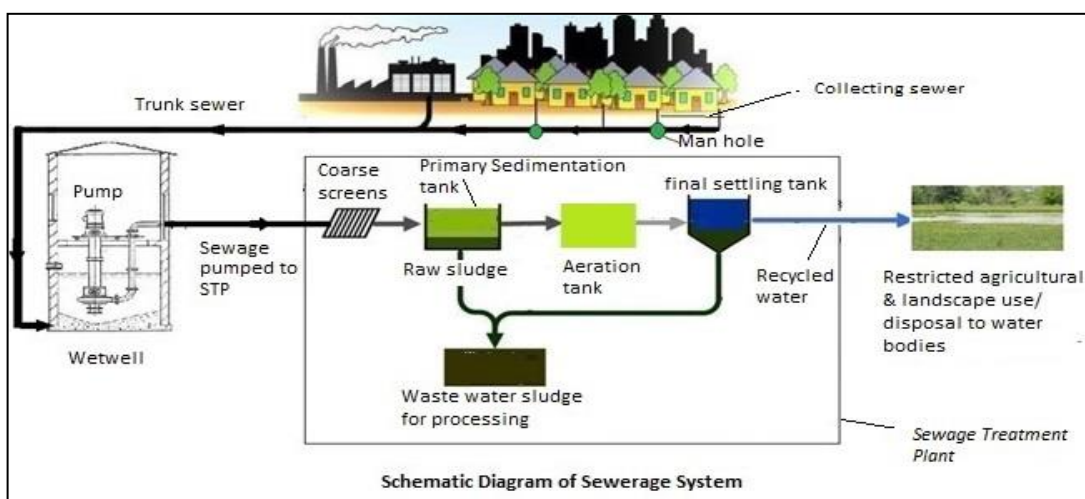 Trunk sewer
Collecting sewer
Man hole
Pump
Coarse
screens
Primary Sedimentation
tank
final settling tank
Sewage
pumped to
STP
Raw sludge
Aeration
tank
Recycled
water
Restricted agricultural
& landscape use/
disposal to water
bodies
Wetwell
Waste water sludge
for processing
Sewage Treatment
Plant
Schematic Diagram of Sewerage System